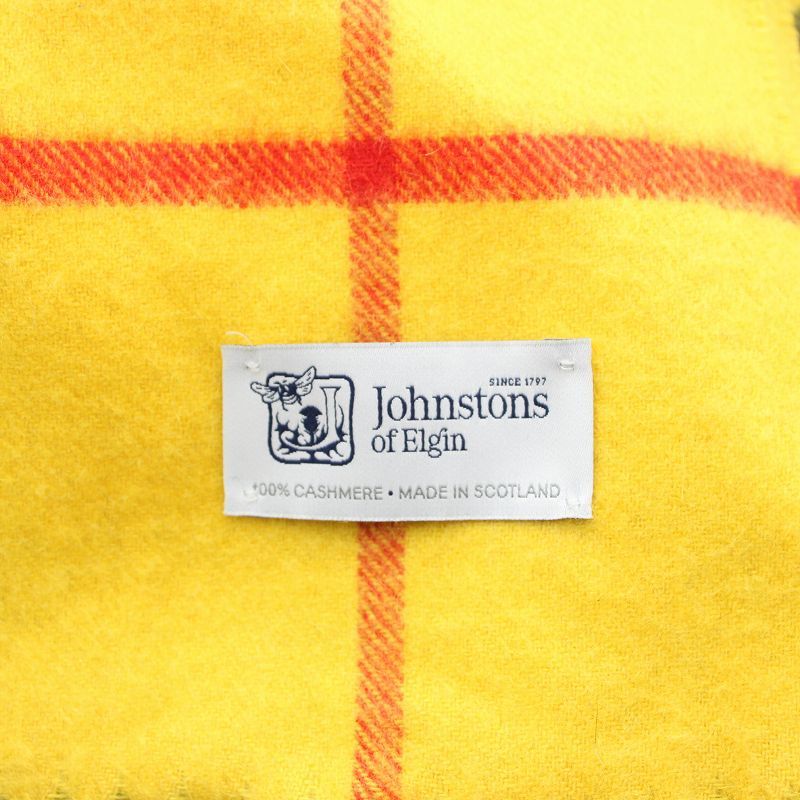 SINCE 1797
Johnstons
of Elgin
100% CASHMERE • MADE IN SCOTLAND